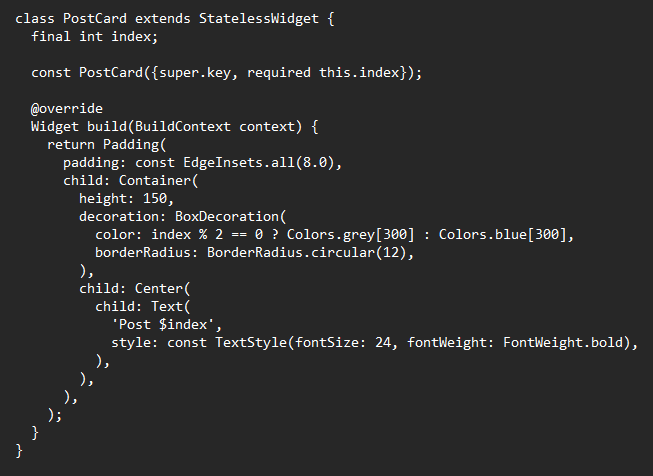 class PostCard extends StatelessWidget {
  final int index;

  const PostCard({super.key, required this.index});

  @override
  Widget build(BuildContext context) {
    return Padding(
      padding: const EdgeInsets.all(8.0),
      child: Container(
        height: 150,
        decoration: BoxDecoration(
          color: index % 2 == 0 ? Colors.grey[300] : Colors.blue[300],
          borderRadius: BorderRadius.circular(12),
        ),
        child: Center(
          child: Text(
            'Post $index',
            style: const TextStyle(fontSize: 24, fontWeight: FontWeight.bold),
          ),
        ),
      ),
    );
  }
}